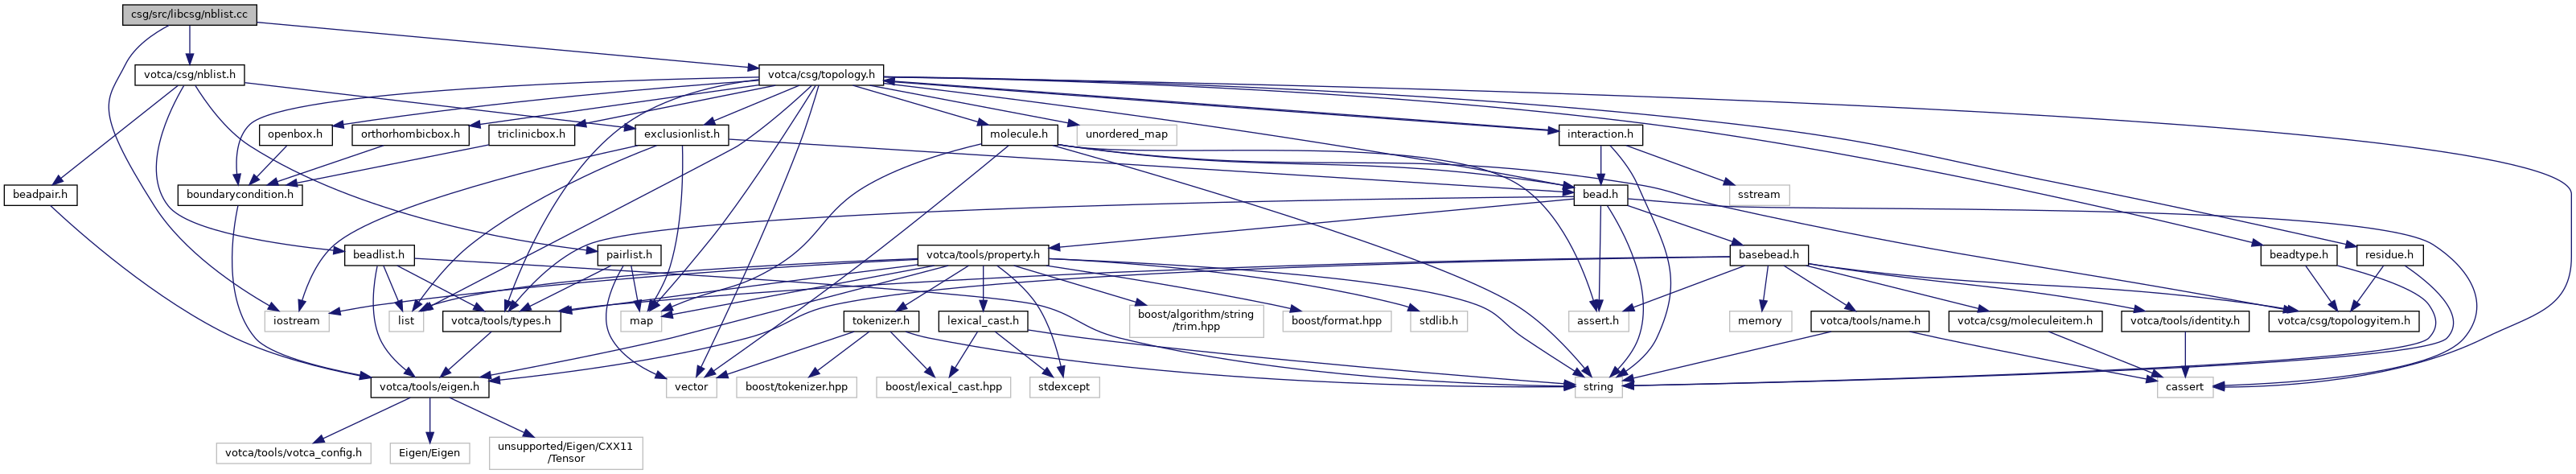 csg/src/libcsg/nblist.cc
votca/csg/nblist.h
votca/csg/topology.h
openbox.h
orthorhombicbox.h
triclinicbox.h
exclusionlist.h
molecule.h
unordered_map
interaction.h
beadpair.h
boundarycondition.h
bead.h
sstream
beadlist.h
pairlist.h
votca/tools/property.h
basebead.h
beadtype.h
residue.h
iostream
list
votca/tools/types.h
map
tokenizer.h
lexical_cast.h
boost/algorithm/string
/trim.hpp
boost/format.hpp
stdlib.h
assert.h
memory
votca/tools/name.h
votca/csg/moleculeitem.h
votca/tools/identity.h
votca/csg/topologyitem.h
votca/tools/eigen.h
vector
boost/tokenizer.hpp
boost/lexical_cast.hpp
stdexcept
string
cassert
votca/tools/votca_config.h
Eigen/Eigen
unsupported/Eigen/CXX11
/Tensor